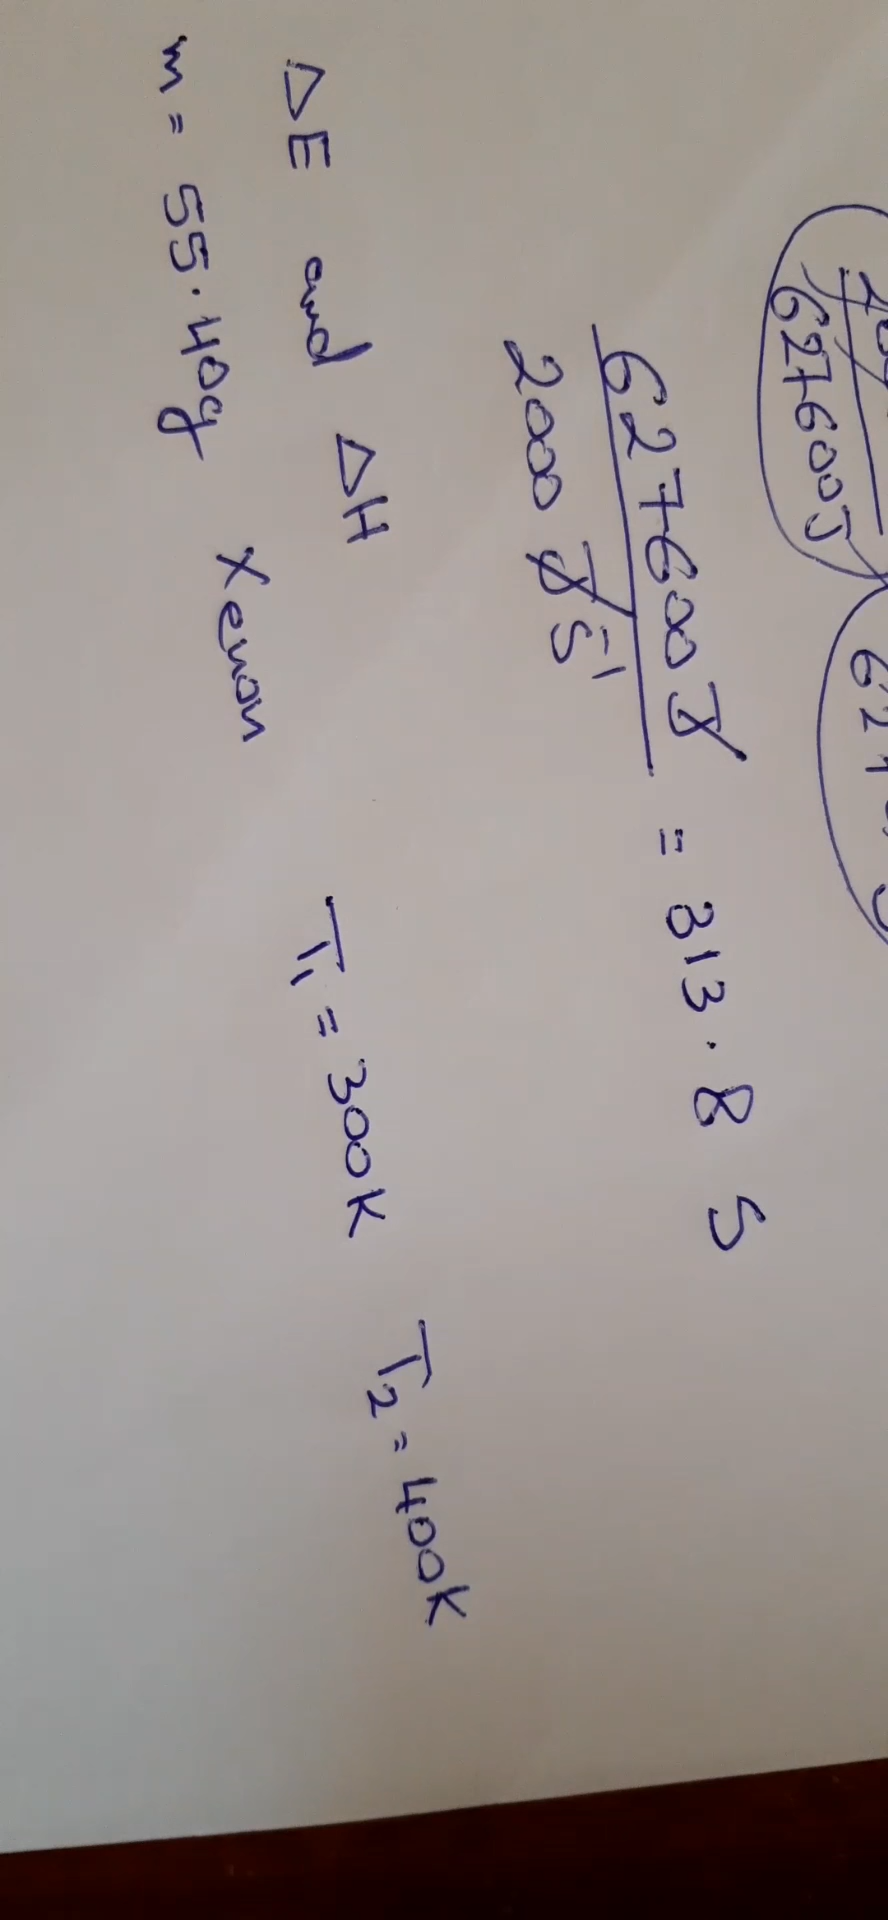 627600J
627600 J = 313.8 S
2000 J S⁻¹
ΔE and ΔH T₁ = 300K T₂ = 400K
m = 55.40g Xenon